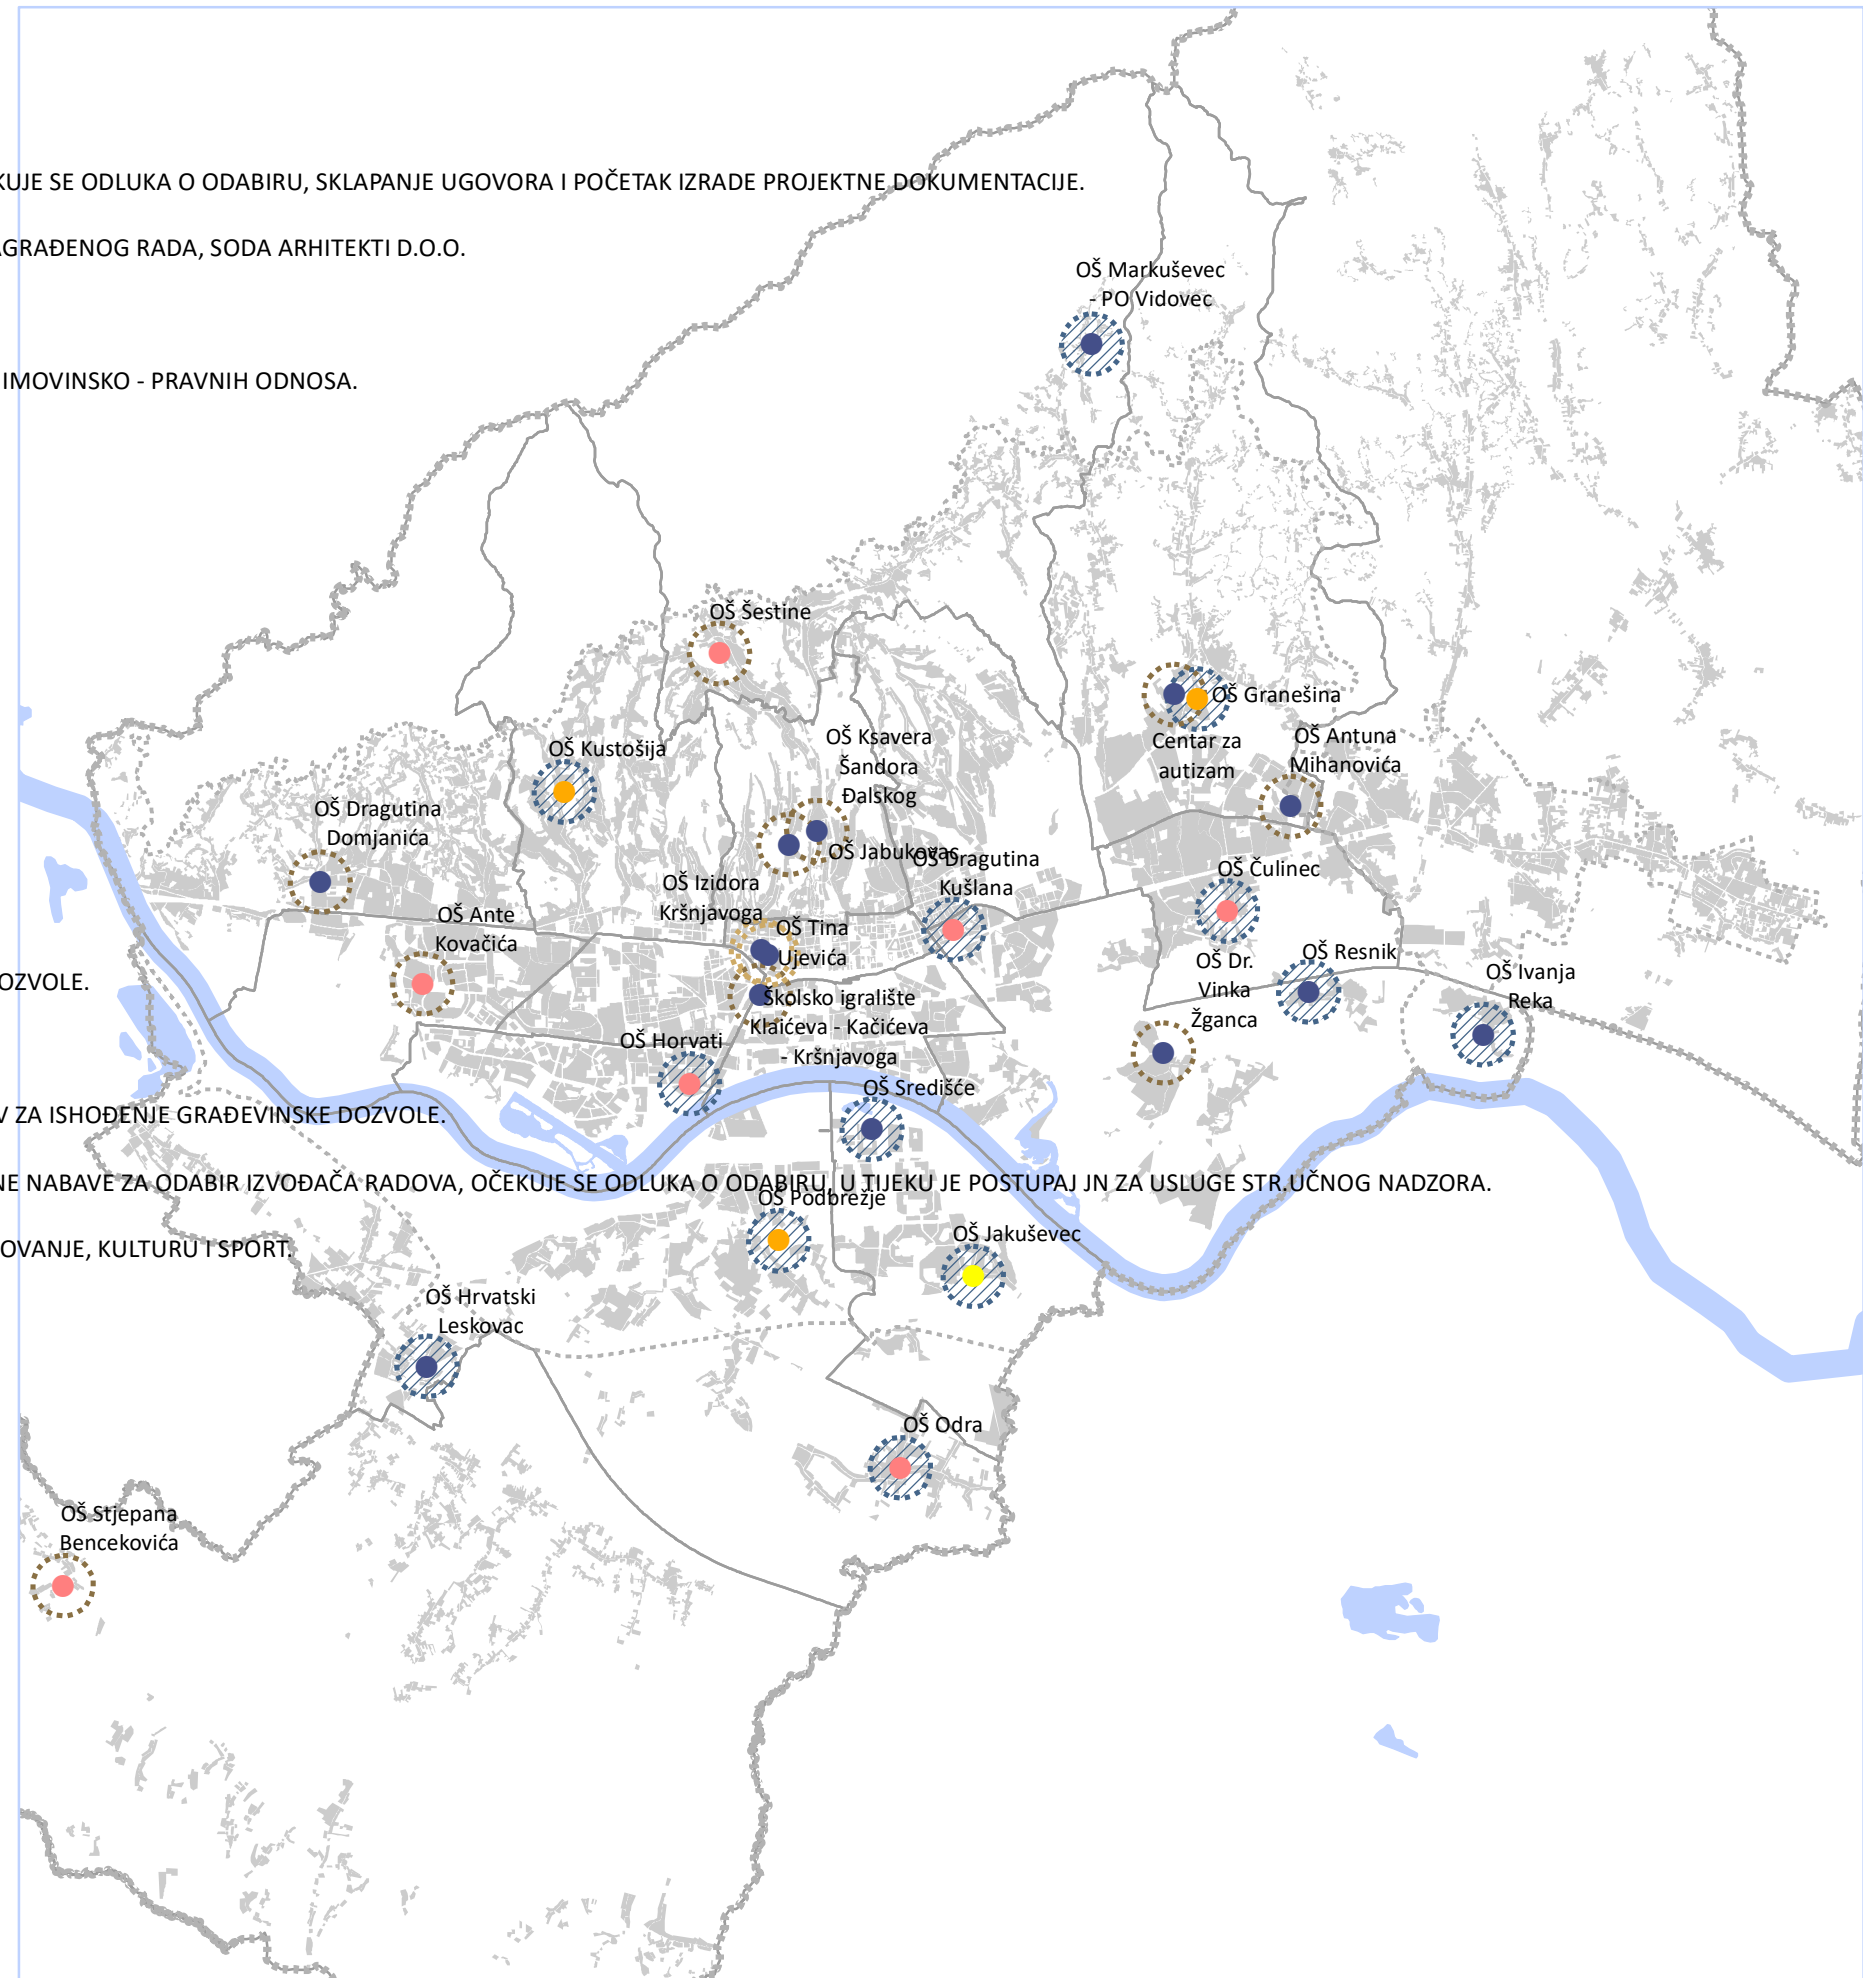 KUJE SE ODLUKA O ODABIRU, SKLAPANJE UGOVORA I POČETAK IZRADE PROJEKTNE DOKUMENTACIJE.
AGRAĐENOG RADA, SODA ARHITEKTI D.O.O.
OŠ Markuševec
- PO Vidovec
IMOVINSKO - PRAVNIH ODNOSA.
OŠ Šestine
OŠ Granešina
Centar za
autizam
OŠ Antuna
Mihanovića
OŠ Ksavera
Šandora
Đalskog
OŠ Kustošija
OŠ Dragutina
Domjanića
OŠ Jabukovac
OŠ Dragutina
Kušlana
OŠ Čulinec
OŠ Izidora
Kršnjavoga
OŠ Ante
Kovačića
OŠ Tina
Ujevića
OŠ Dr.
Vinka
Žganca
OŠ Resnik
OŠ Ivanja
Reka
OZVOLE.
Školsko igralište
Klaićeva - Kačićeva
- Kršnjavoga
OŠ Horvati
OŠ Središće
V ZA ISHOĐENJE GRAĐEVINSKE DOZVOLE.
NE NABAVE ZA ODABIR IZVOĐAČA RADOVA, OČEKUJE SE ODLUKA O ODABIRU, U TIJEKU JE POSTUPAJ JN ZA USLUGE STR.UČNOG NADZORA.
OŠ Podbrežje
OŠ Jakuševec
OVANJE, KULTURU I SPORT.
OŠ Hrvatski
Leskovac
OŠ Odra
OŠ Stjepana
Bencekovića